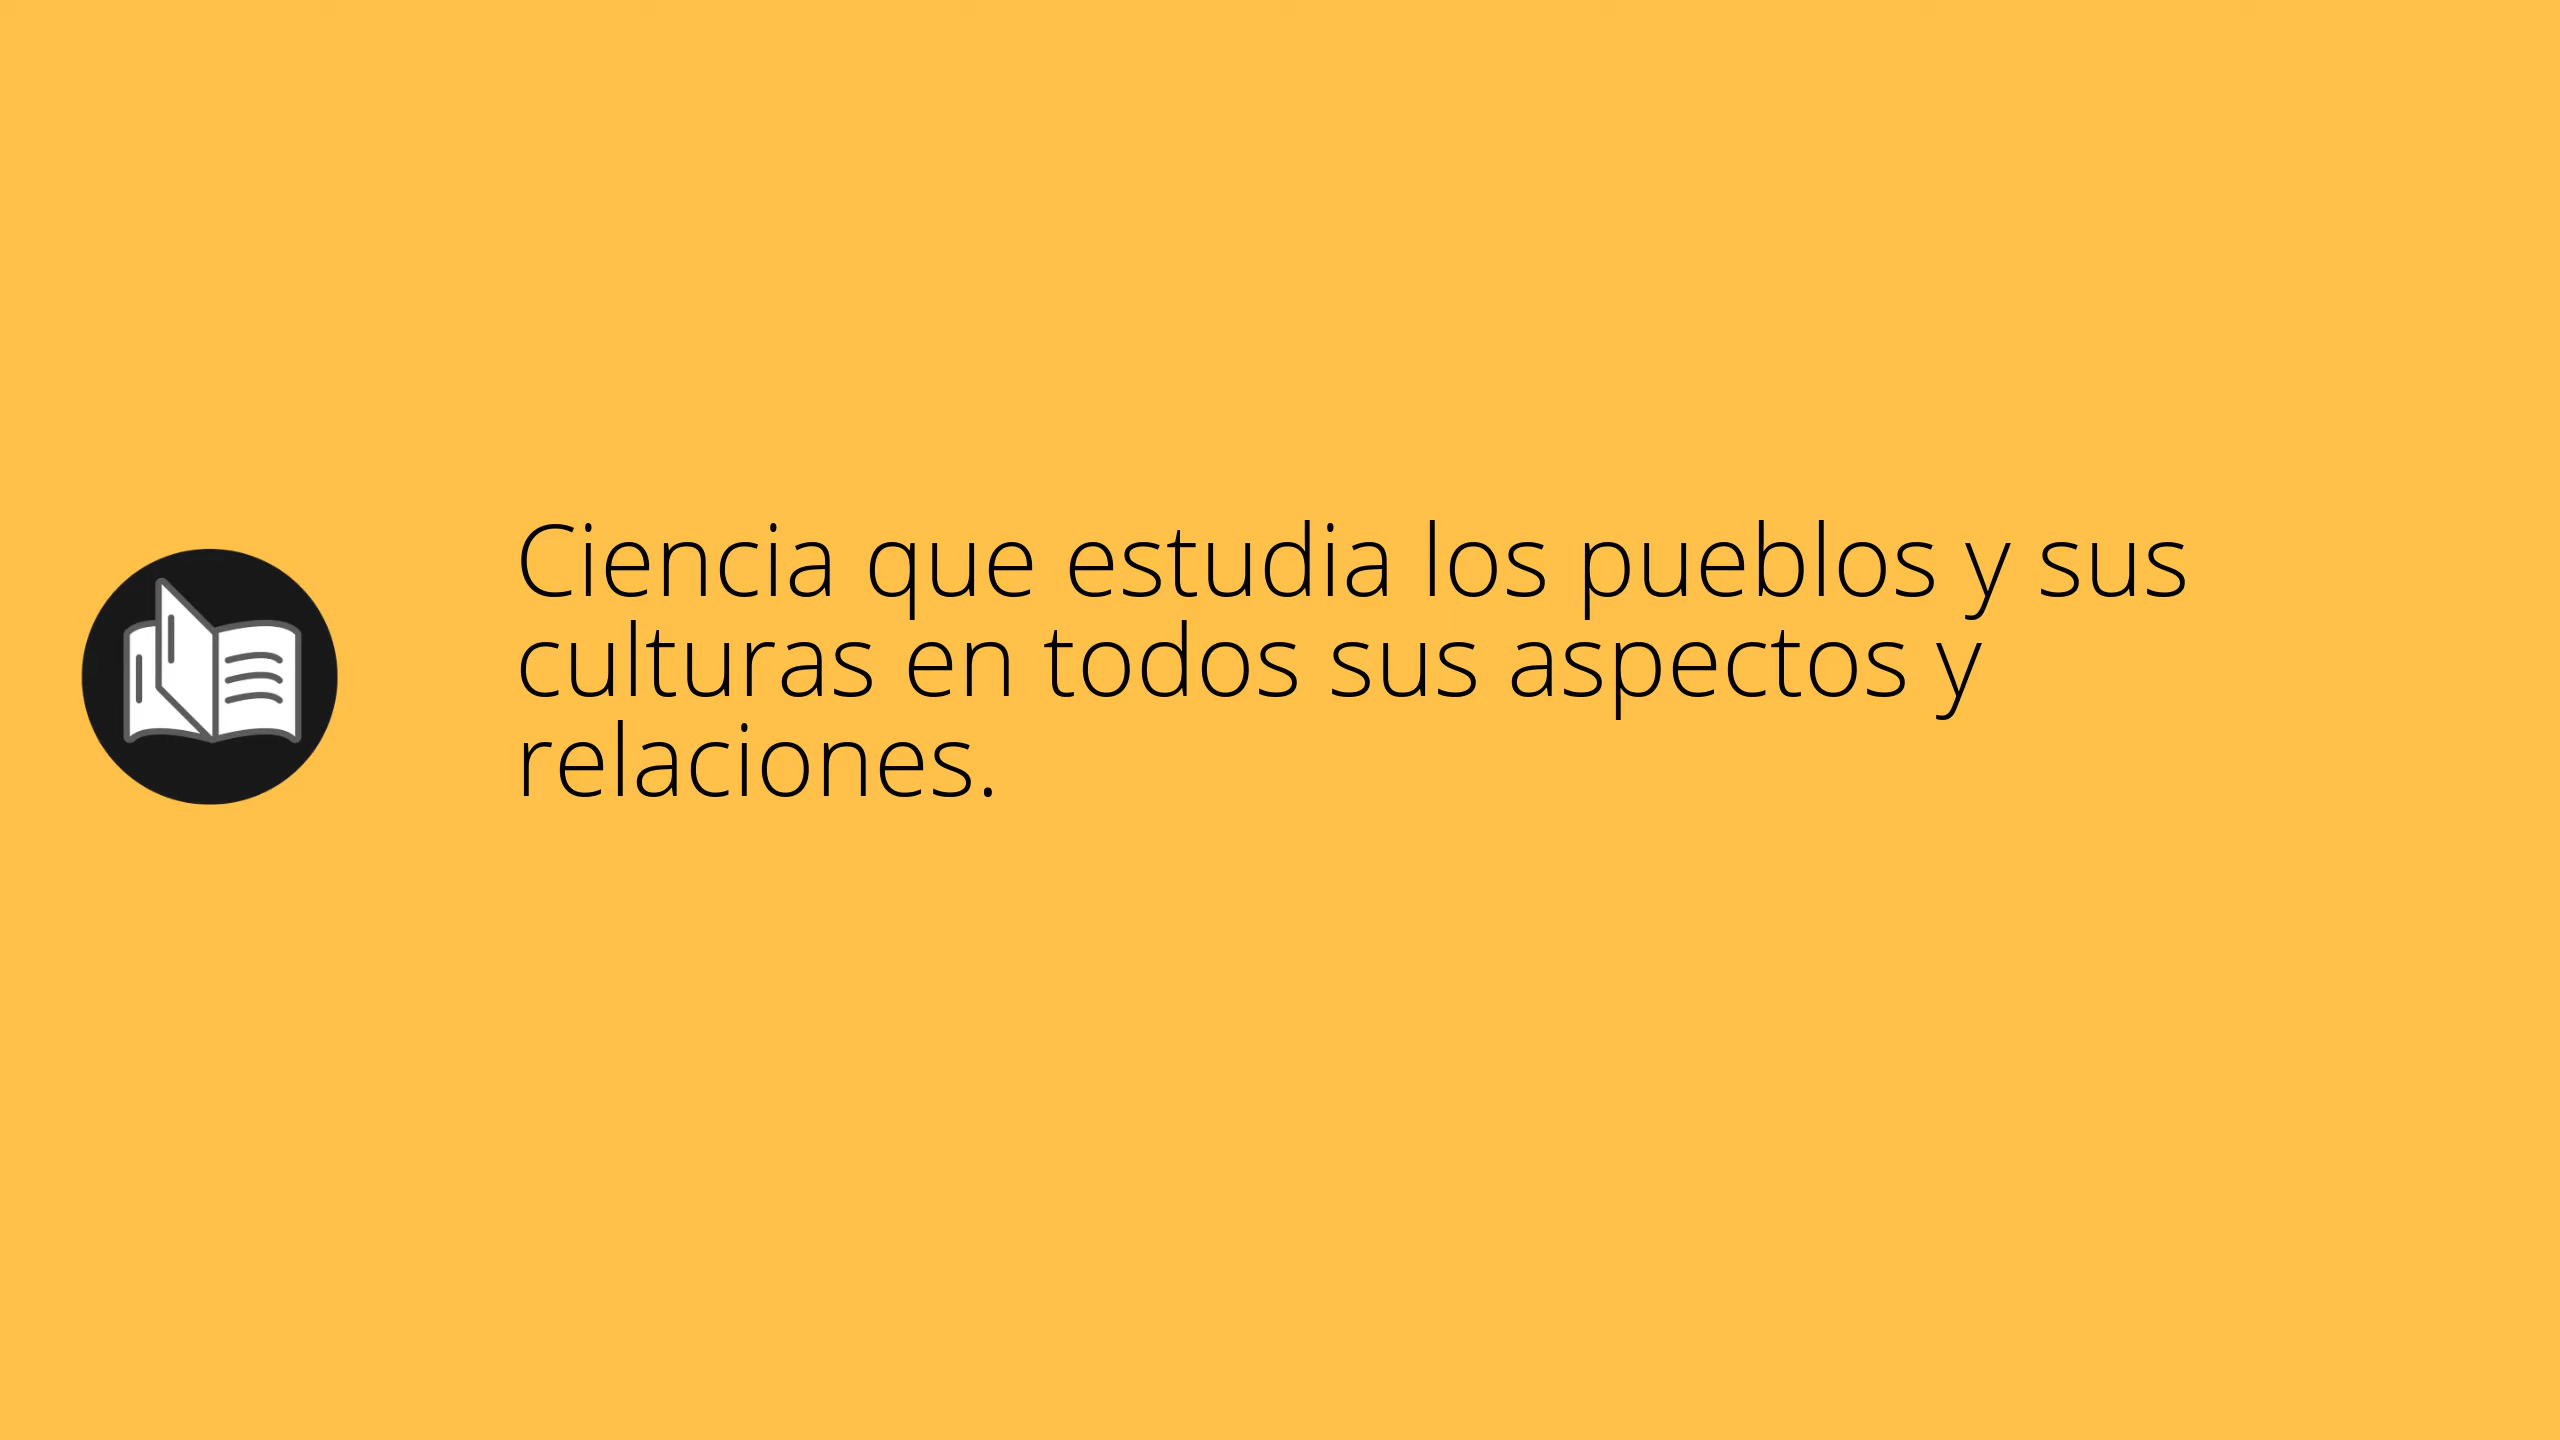 Ciencia que estudia los pueblos y sus
culturas en todos sus aspectos y
relaciones.